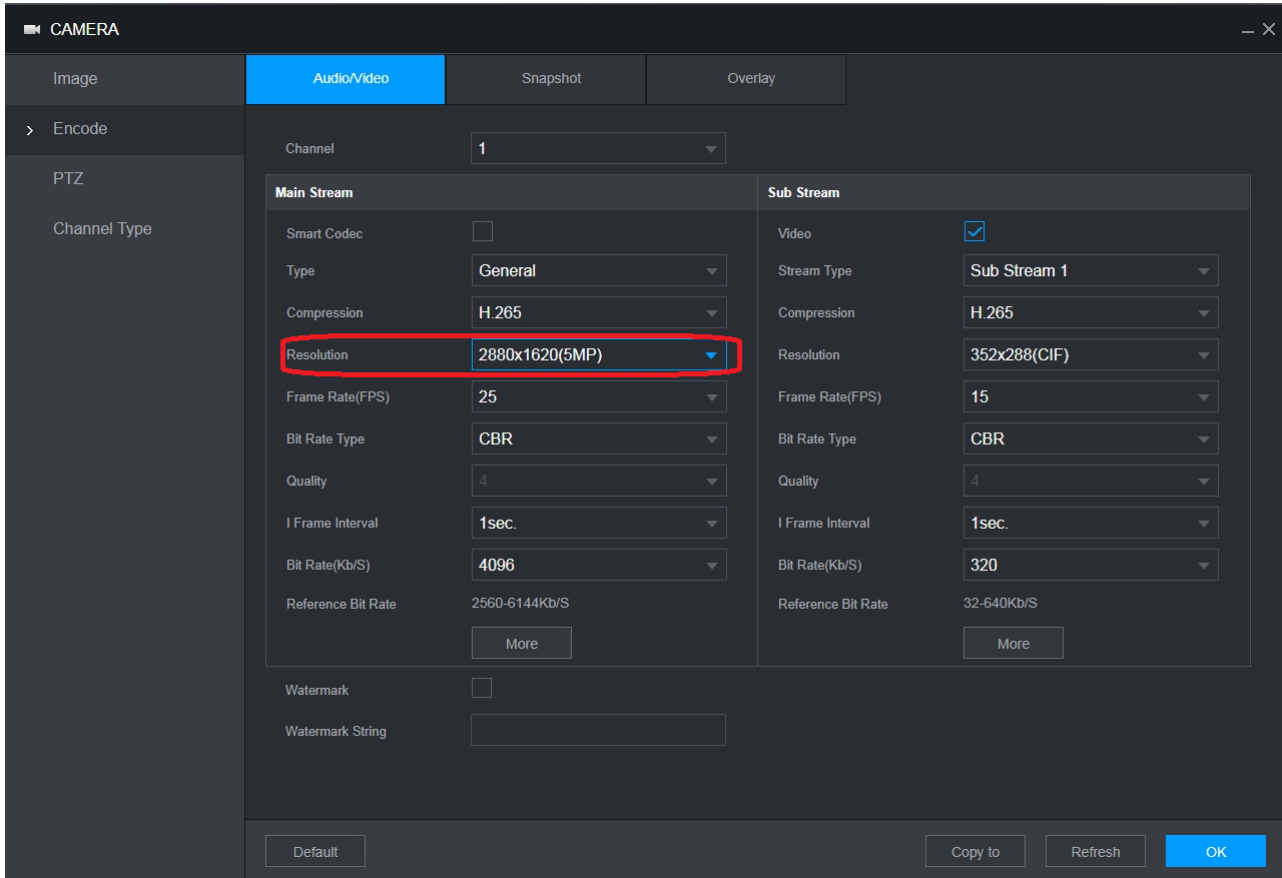 CAMERA
Image
Encode
PTZ
Channel Type
Audio/Video Snapshot Overlay
Channel 1
Main Stream
Smart Codec
Type General
Compression H.265
Resolution 2880x1620(5MP)
Frame Rate(FPS) 25
Bit Rate Type CBR
Quality 4
I Frame Interval 1sec.
Bit Rate(Kb/S) 4096
Reference Bit Rate 2560-6144Kb/S
More
Sub Stream
Video
Stream Type Sub Stream 1
Compression H.265
Resolution 352x288(CIF)
Frame Rate(FPS) 15
Bit Rate Type CBR
Quality 4
I Frame Interval 1sec.
Bit Rate(Kb/S) 320
Reference Bit Rate 32-640Kb/S
More
Watermark
Watermark String
Default Copy to Refresh OK